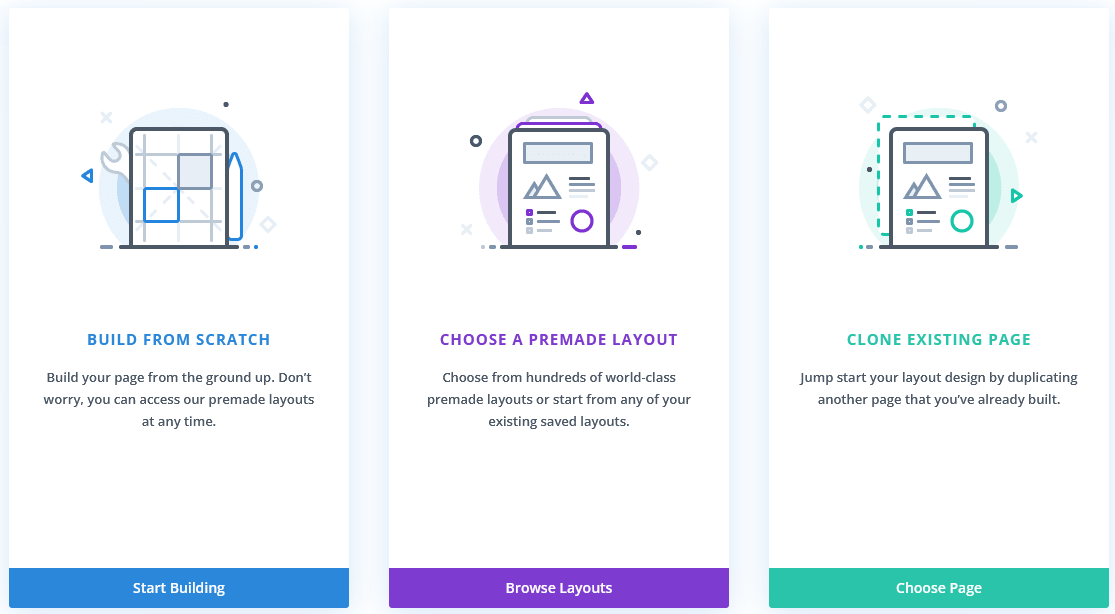 BUILD FROM SCRATCH
Build your page from the ground up. Don’t
worry, you can access our premade layouts
at any time.
Start Building
CHOOSE A PREMADE LAYOUT
Choose from hundreds of world-class
premade layouts or start from any of your
existing saved layouts.
Browse Layouts
CLONE EXISTING PAGE
Jump start your layout design by duplicating
another page that you’ve already built.
Choose Page